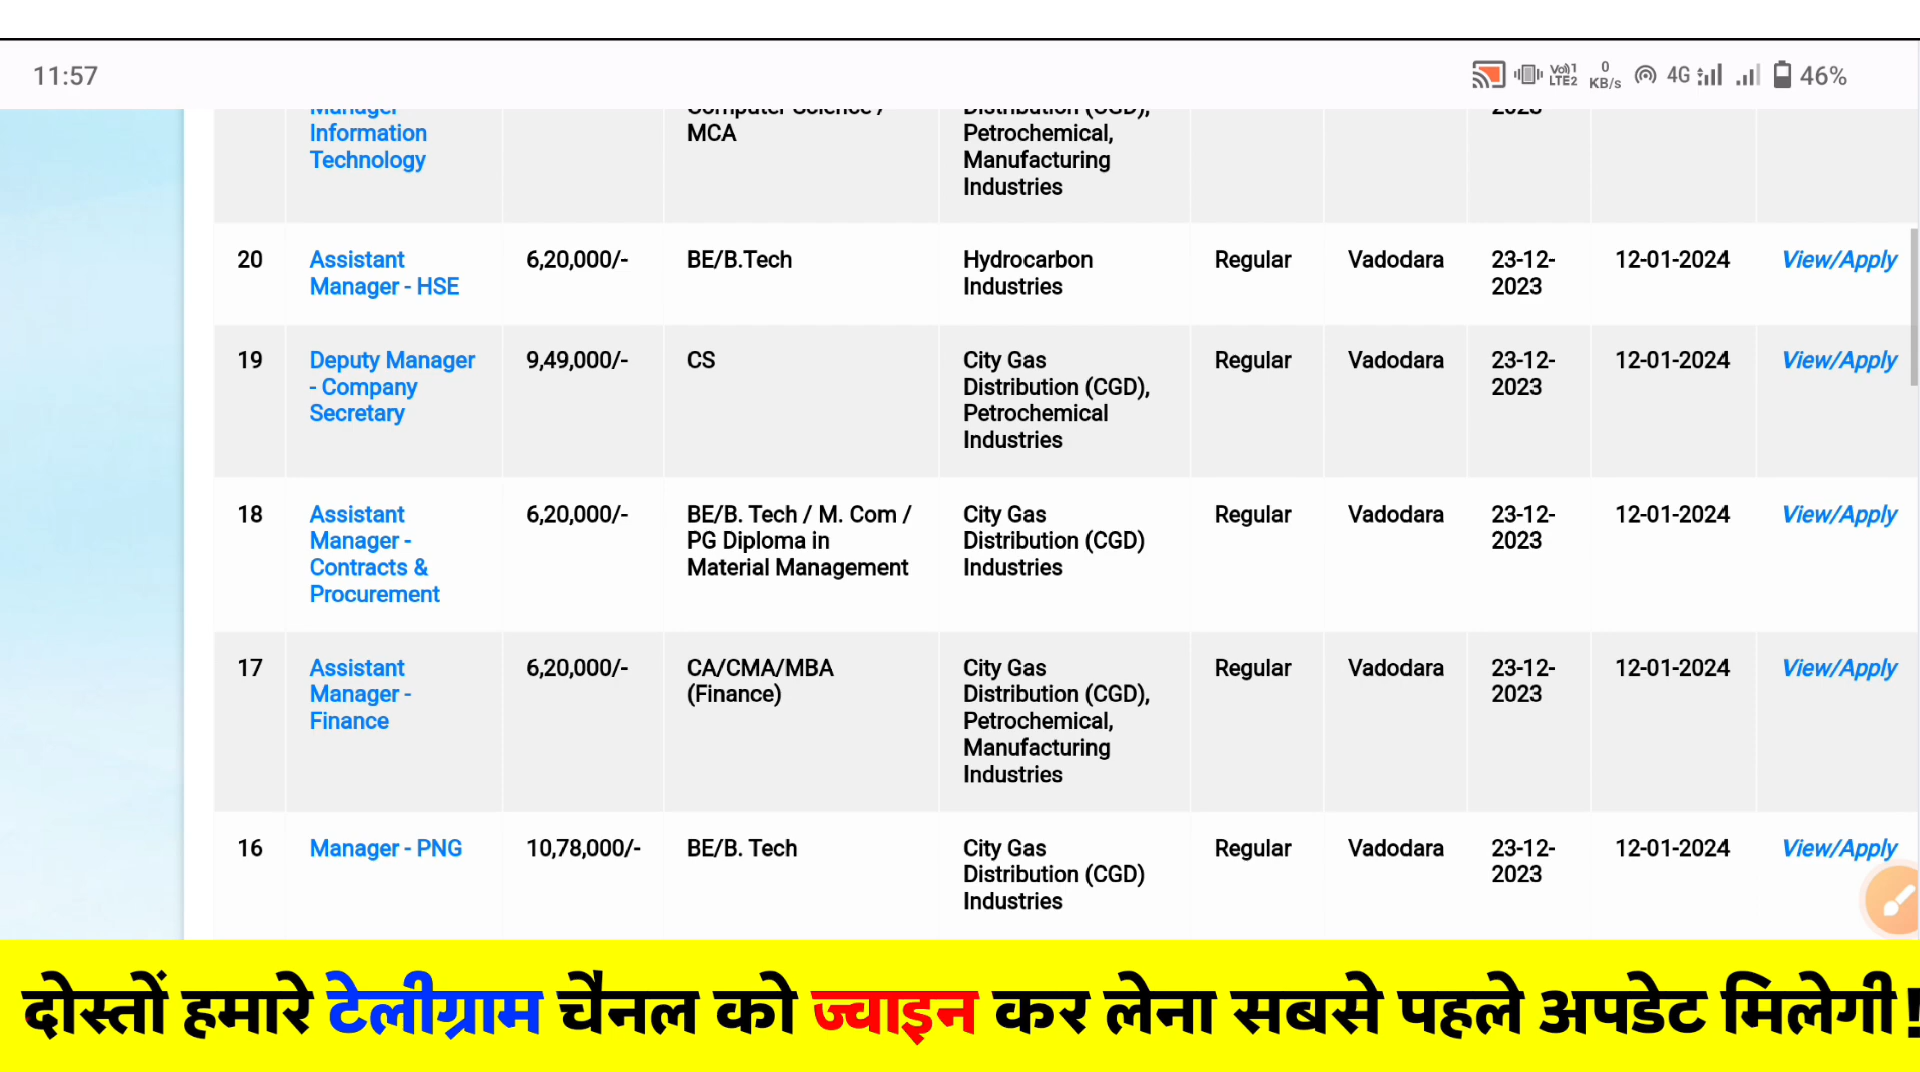 11:57
Vo)) 1 LTE2 0 KB/s 4G 46%
Manager Computer Science / Distribution (CGD), 2023
Information MCA Petrochemical,
Technology Manufacturing
Industries
20 Assistant 6,20,000/- BE/B.Tech Hydrocarbon Regular Vadodara 23-12- 12-01-2024 View/Apply
Manager - HSE Industries 2023
19 Deputy Manager 9,49,000/- CS City Gas Regular Vadodara 23-12- 12-01-2024 View/Apply
- Company Distribution (CGD), 2023
Secretary Petrochemical
Industries
18 Assistant 6,20,000/- BE/B. Tech / M. Com / City Gas Regular Vadodara 23-12- 12-01-2024 View/Apply
Manager - PG Diploma in Distribution (CGD) 2023
Contracts & Material Management Industries
Procurement
17 Assistant 6,20,000/- CA/CMA/MBA City Gas Regular Vadodara 23-12- 12-01-2024 View/Apply
Manager - (Finance) Distribution (CGD), 2023
Finance Petrochemical,
Manufacturing
Industries
16 Manager - PNG 10,78,000/- BE/B. Tech City Gas Regular Vadodara 23-12- 12-01-2024 View/Apply
Distribution (CGD) 2023
Industries
दोस्तों हमारे टेलीग्राम चैनल को ज्वाइन कर लेना सबसे पहले अपडेट मिलेगी!